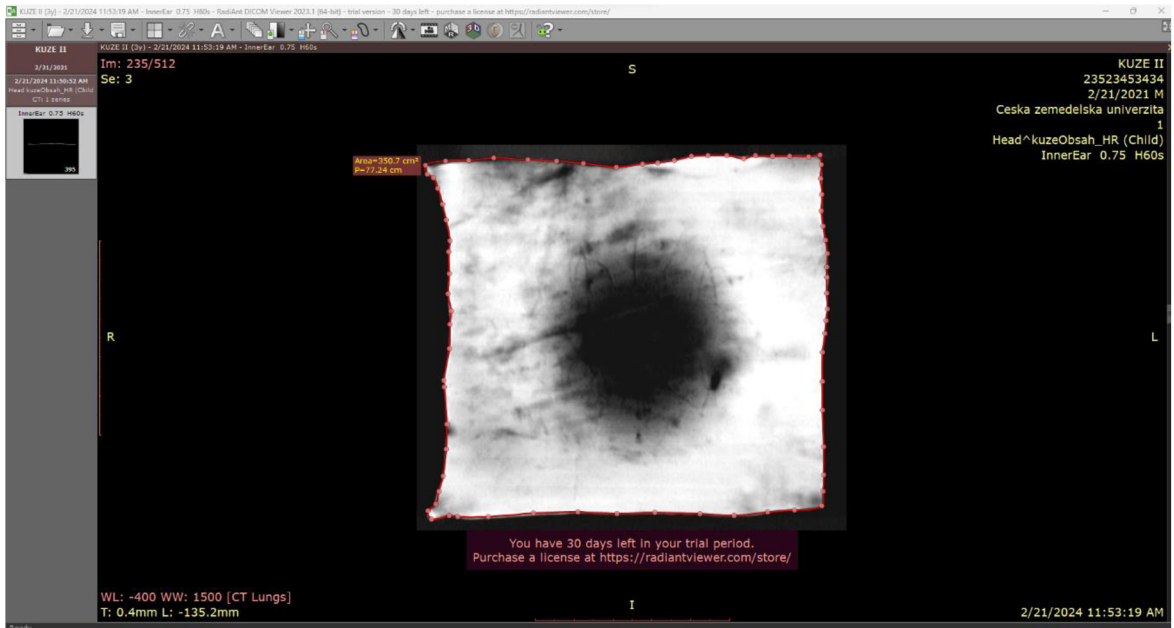 KUZE II (3y) - 2/21/2024 11:53:19 AM - InnerEar 0.75 H60s - RadiAnt DICOM Viewer 2023.1 (64-bit) - trial version - 30 days left - purchase a license at https://radiantviewer.com/store/
KUZE II
2/21/2021
2/21/2024 11:50:52 AM
Head kuzeObsah_HR (Child
CT: 1 series
InnerEar 0.75 H60s
395
KUZE II (3y) - 2/21/2024 11:53:19 AM - InnerEar 0.75 H60s
Im: 235/512
Se: 3
S
KUZE II
23523453434
2/21/2021 M
Ceska zemedelska univerzita
1
Head^kuzeObsah_HR (Child)
InnerEar 0.75 H60s
Area=350.7 cm²
P=77.24 cm
R
L
You have 30 days left in your trial period.
Purchase a license at https://radiantviewer.com/store/
WL: -400 WW: 1500 [CT Lungs]
T: 0.4mm L: -135.2mm
I
2/21/2024 11:53:19 AM